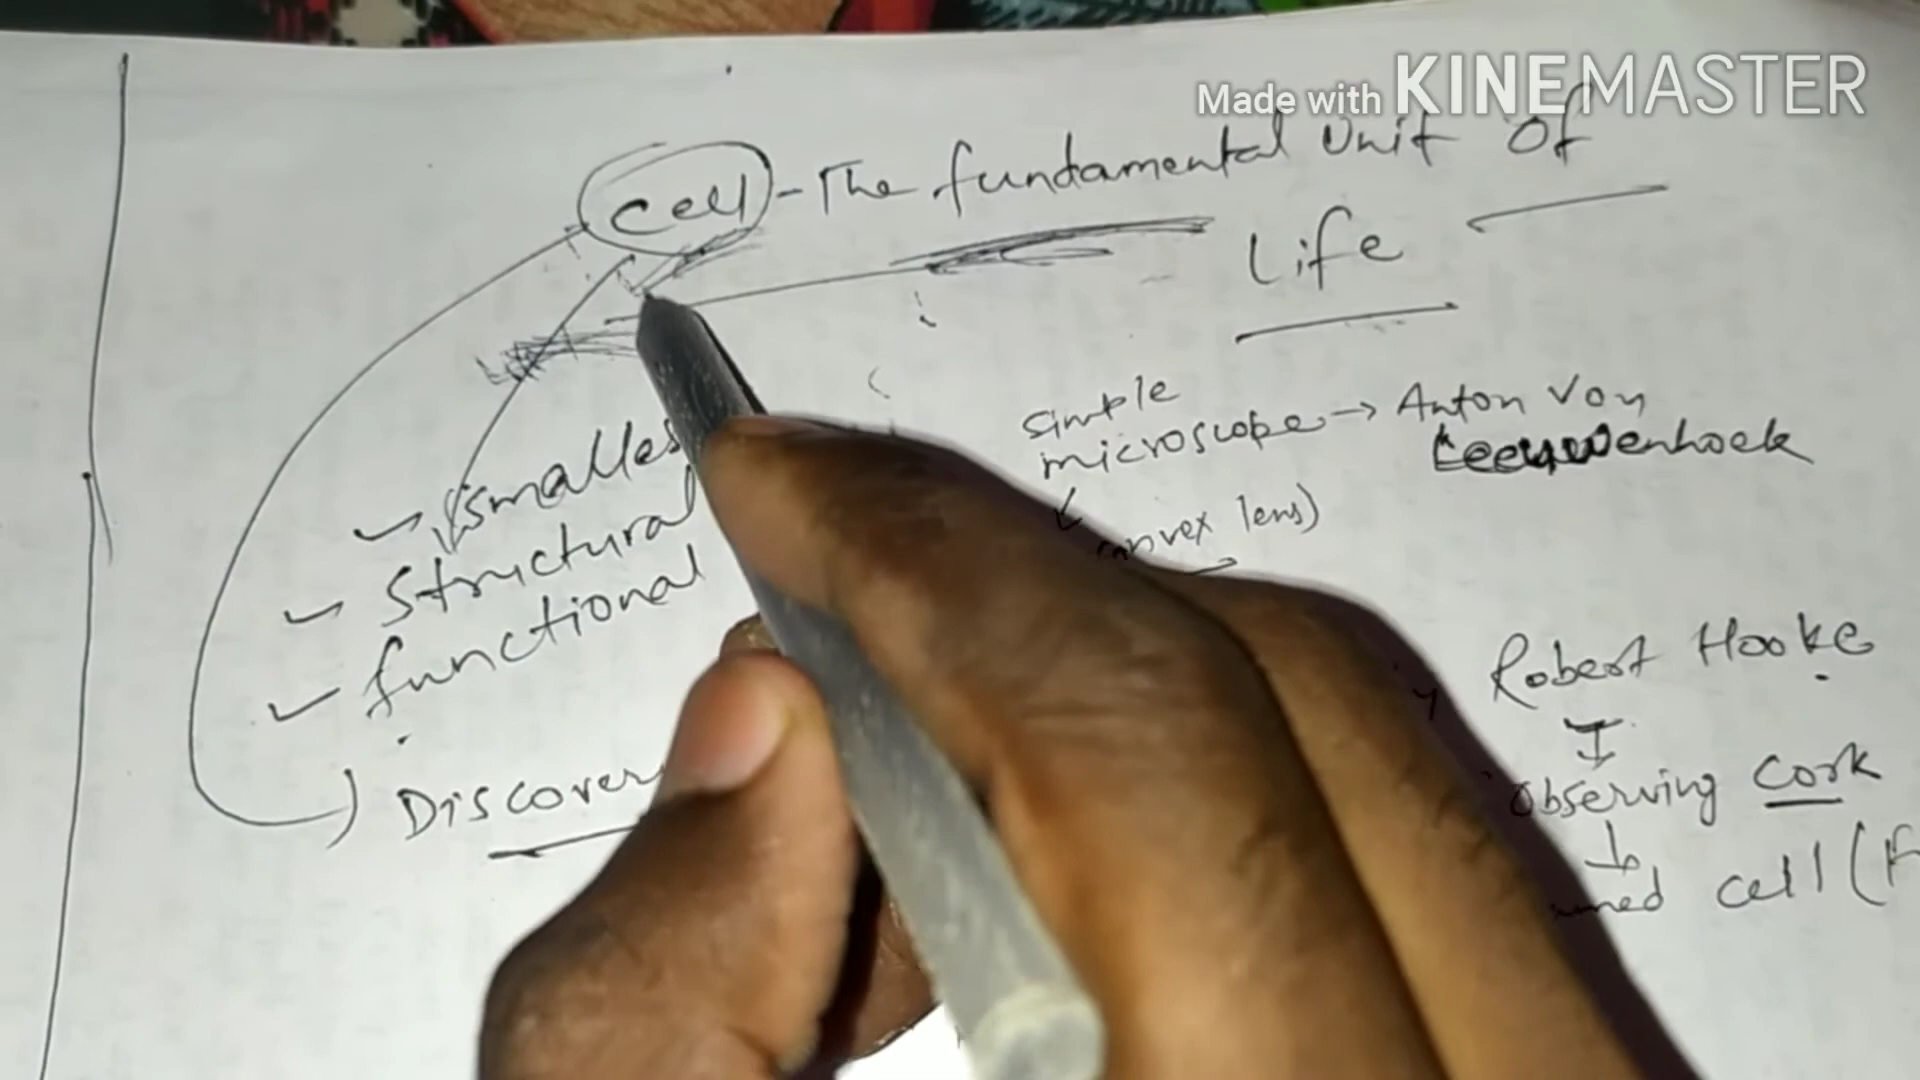 Made with KINEMASTER
Cell - The fundamental Unit Of
Life
simple
microscope → Anton Von
Leeuwenhoek
convex lens)
✓ smalles
✓ Structural
✓ functional
Discover
Robert Hooke
Observing Cork
cell (